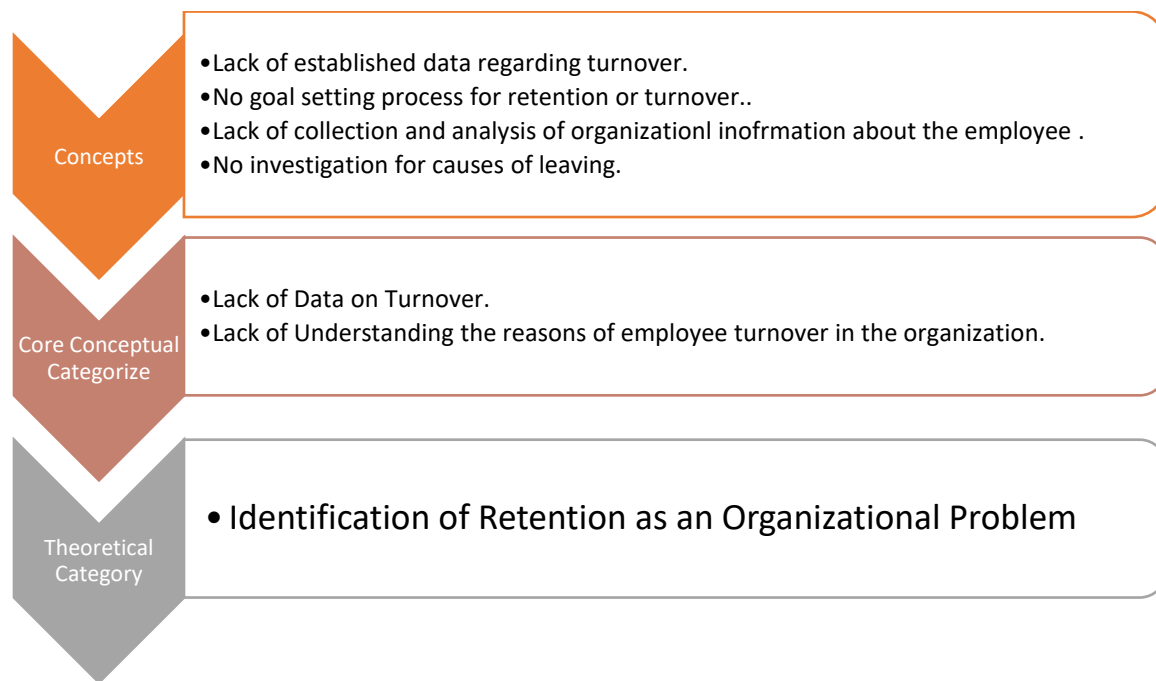 Concepts
•Lack of established data regarding turnover.
•No goal setting process for retention or turnover..
•Lack of collection and analysis of organizationl inofrmation about the employee .
•No investigation for causes of leaving.
Core Conceptual
Categorize
•Lack of Data on Turnover.
•Lack of Understanding the reasons of employee turnover in the organization.
Theoretical
Category
• Identification of Retention as an Organizational Problem